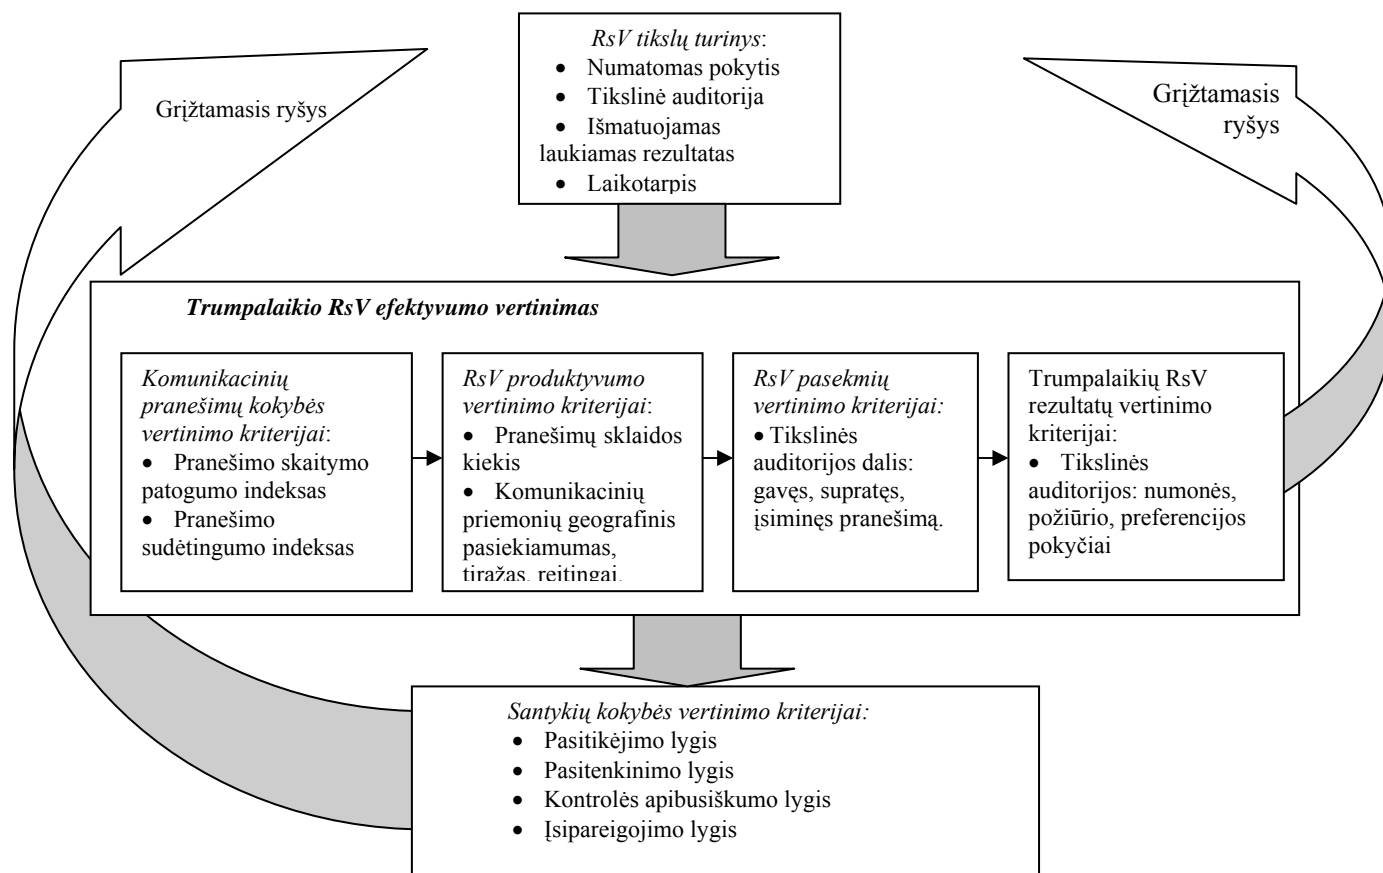 RsV tikslų turinys:
• Numatomas pokytis
• Tikslinė auditorija
• Išmatuojamas
laukiamas rezultatas
• Laikotarpis
Grįžtamasis ryšys
Grįžtamasis
ryšys
Trumpalaikio RsV efektyvumo vertinimas
Komunikacinių
pranešimų kokybės
vertinimo kriterijai:
• Pranešimo skaitymo
patogumo indeksas
• Pranešimo
sudėtingumo indeksas
RsV produktyvumo
vertinimo kriterijai:
• Pranešimų sklaidos
kiekis
• Komunikacinių
priemonių geografinis
pasiekiamumas,
tiražas, reitingai.
RsV pasekmių
vertinimo kriterijai:
• Tikslinės
auditorijos dalis:
gavęs, supratęs,
įsiminęs pranešimą.
Trumpalaikių RsV
rezultatų vertinimo
kriterijai:
• Tikslinės
auditorijos: numonės,
požiūrio, preferencijos
pokyčiai
Santykių kokybės vertinimo kriterijai:
• Pasitikėjimo lygis
• Pasitenkinimo lygis
• Kontrolės apibusiškumo lygis
• Įsipareigojimo lygis